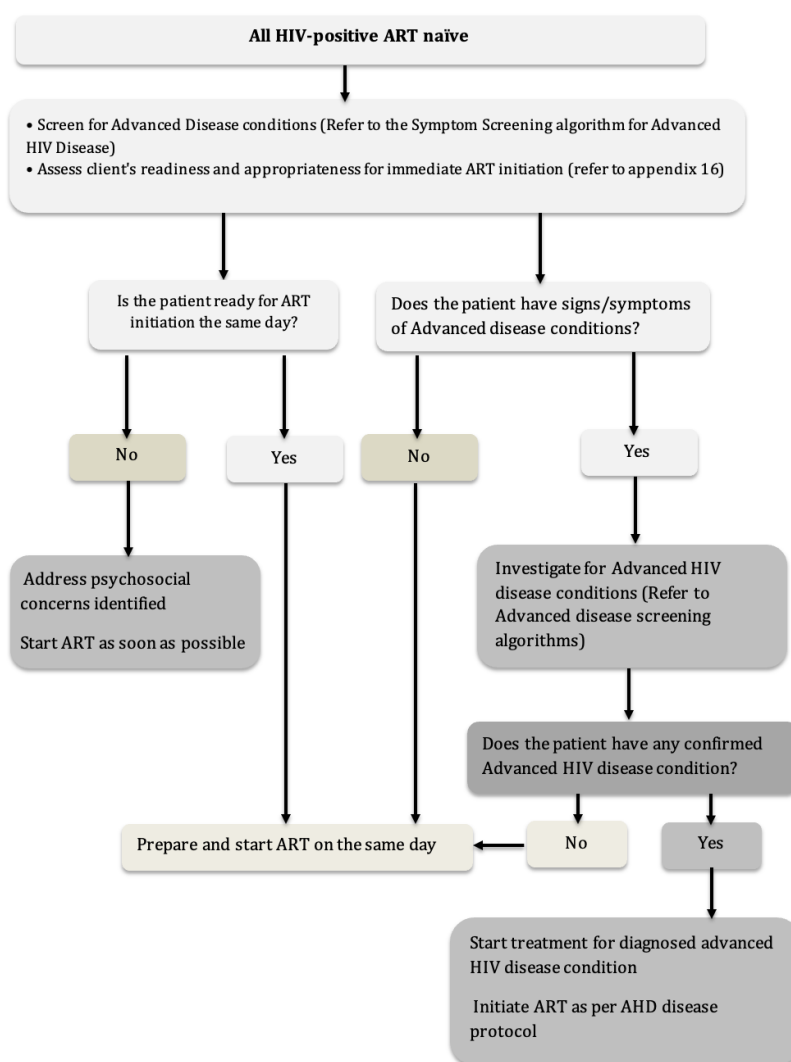 All HIV-positive ART naïve
• Screen for Advanced Disease conditions (Refer to the Symptom Screening algorithm for Advanced
HIV Disease)
• Assess client's readiness and appropriateness for immediate ART initiation (refer to appendix 16)
Is the patient ready for ART
initiation the same day?
Does the patient have signs/symptoms
of Advanced disease conditions?
No
Yes
No
Yes
Address psychosocial
concerns identified
Start ART as soon as possible
Investigate for Advanced HIV
disease conditions (Refer to
Advanced disease screening
algorithms)
Does the patient have any confirmed
Advanced HIV disease condition?
Prepare and start ART on the same day
No
Yes
Start treatment for diagnosed advanced
HIV disease condition
Initiate ART as per AHD disease
protocol